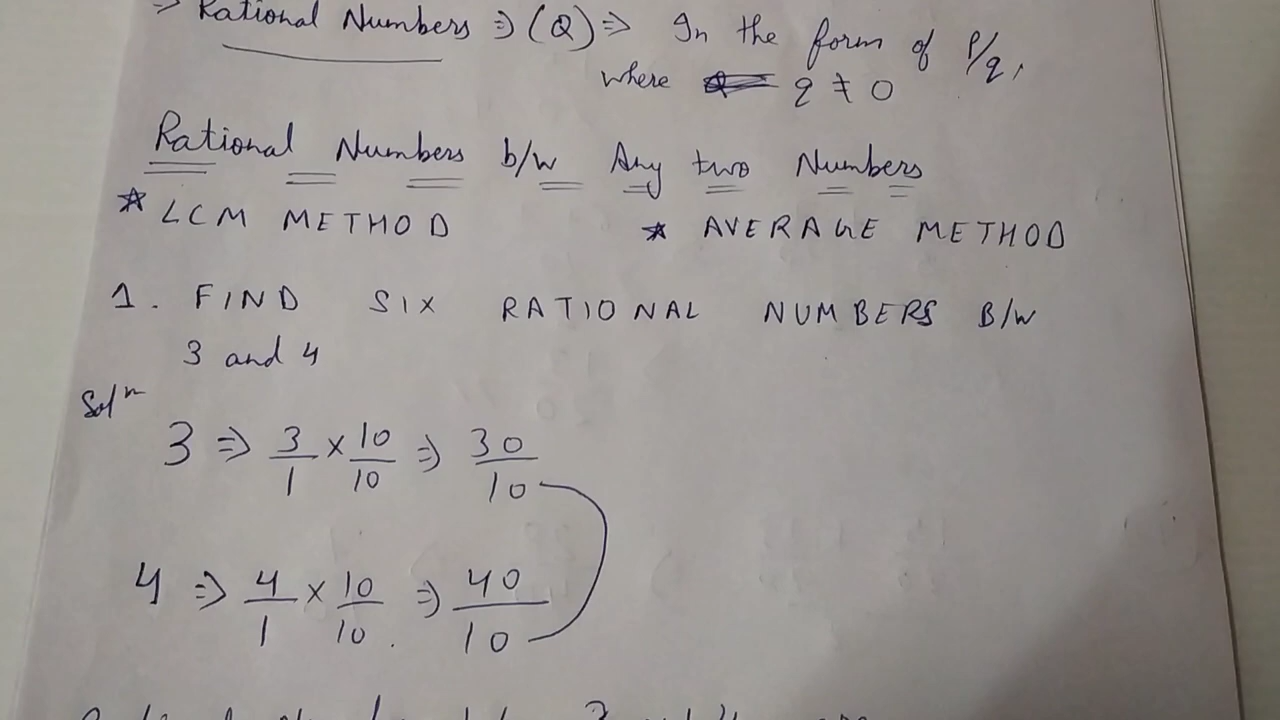 ⇒ Rational Numbers ⇒ (Q) ⇒ In the form of P/q,
where q ≠ 0
Rational Numbers b/w Any two Numbers
* LCM METHOD * AVERAGE METHOD
1. FIND SIX RATIONAL NUMBERS B/W
3 and 4
Solⁿ
3 ⇒ 3/1 × 10/10 ⇒ 30/10
4 ⇒ 4/1 × 10/10 ⇒ 40/10